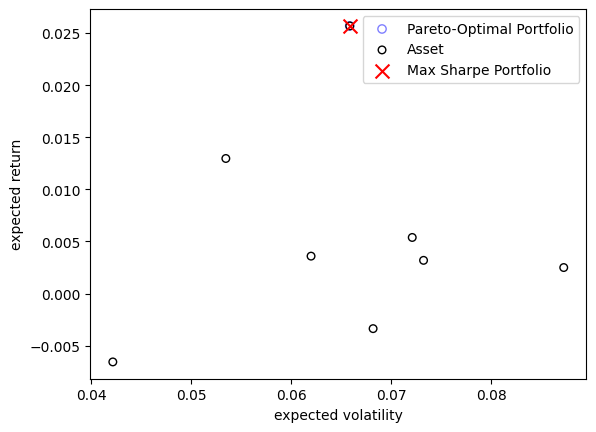 Pareto-Optimal Portfolio
Asset
Max Sharpe Portfolio
expected return
0.025
0.020
0.015
0.010
0.005
0.000
−0.005
0.04 0.05 0.06 0.07 0.08
expected volatility